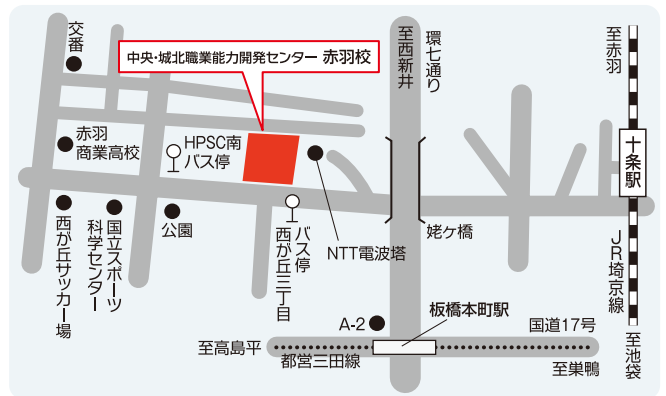 交番
中央・城北職業能力開発センター 赤羽校
至西新井
環七通り
至赤羽
赤羽
商業高校
HPSC南
バス停
十条駅
西が丘サッカー場
国立スポーツ
科学センター
公園
バス停
西が丘三丁目
NTT電波塔
姥ヶ橋
JR埼京線
A-2
板橋本町駅
国道17号
至高島平
都営三田線
至巣鴨
至池袋